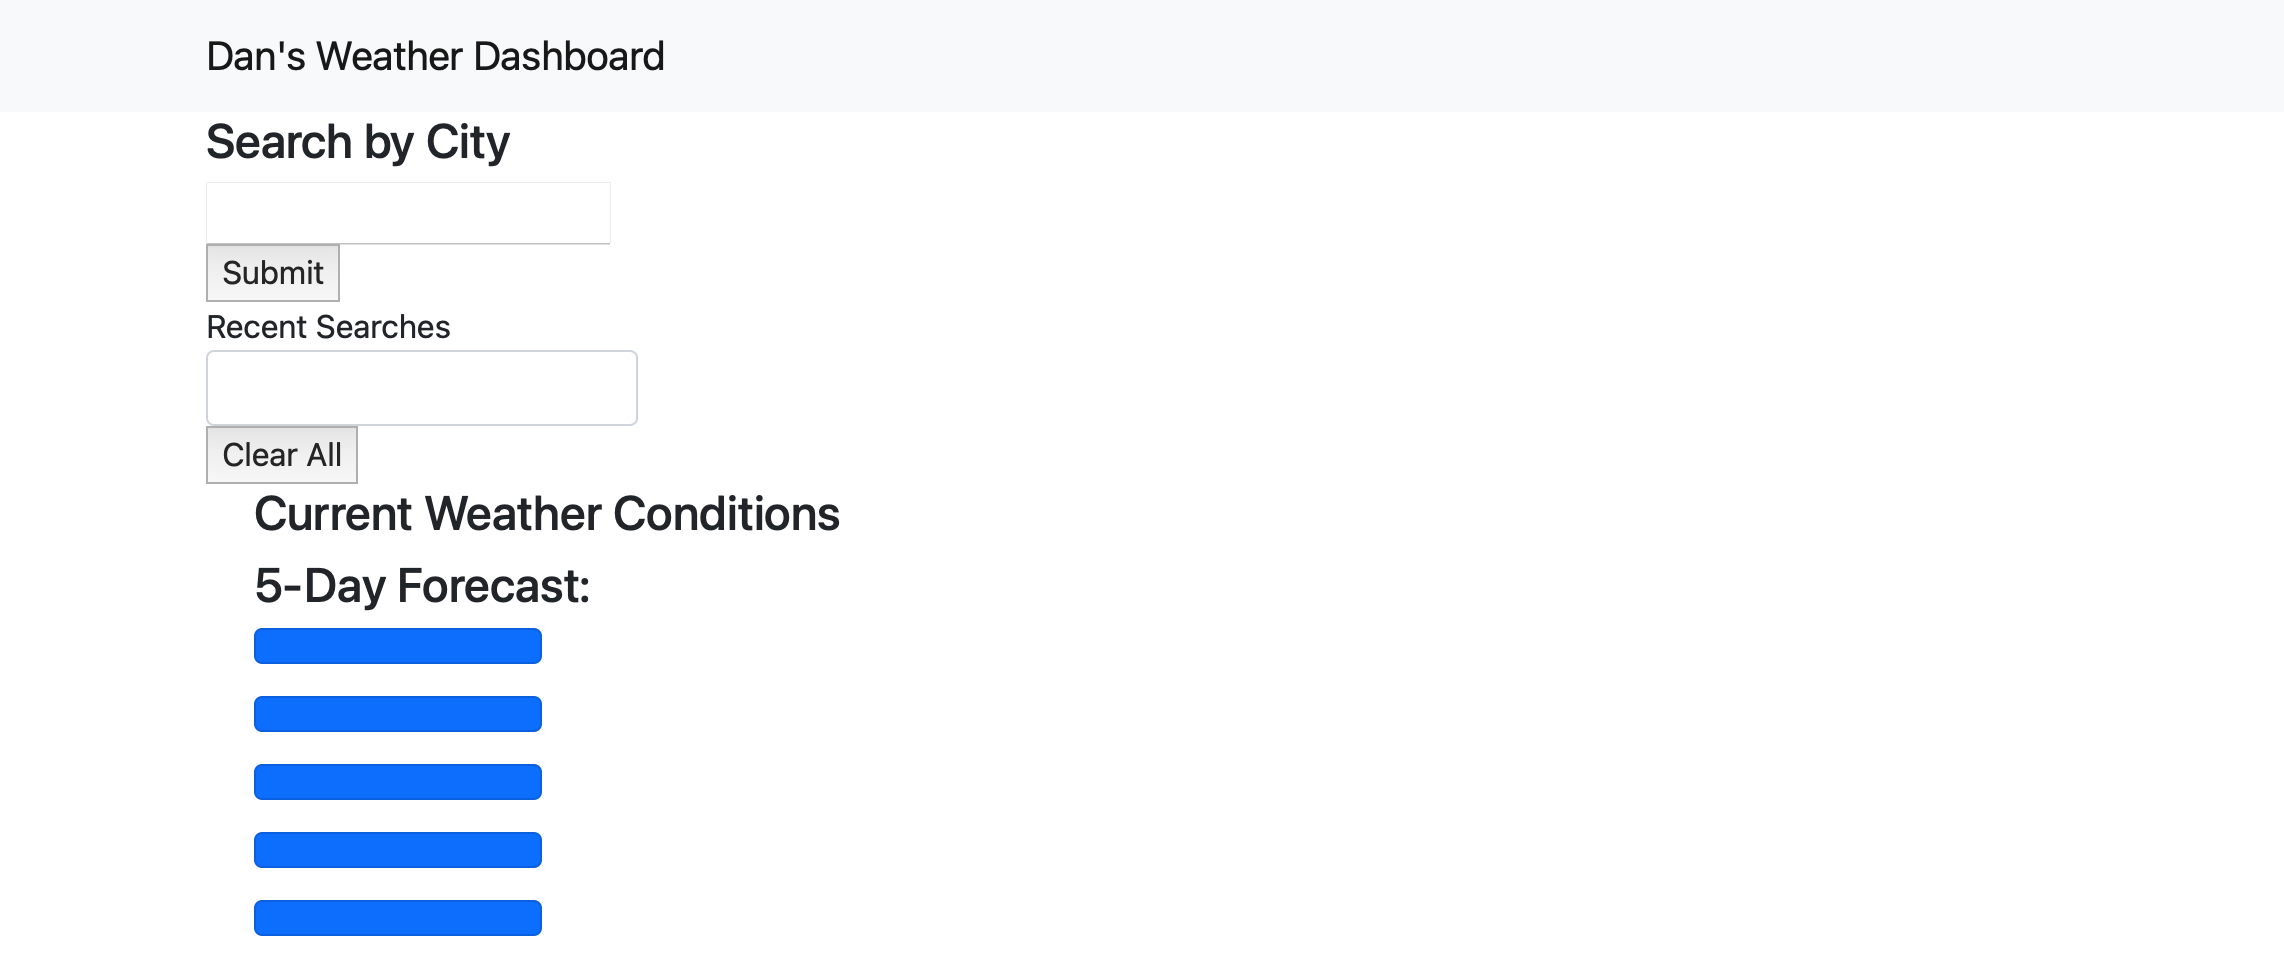 Dan's Weather Dashboard
Search by City
Submit
Recent Searches
Clear All
Current Weather Conditions
5-Day Forecast: